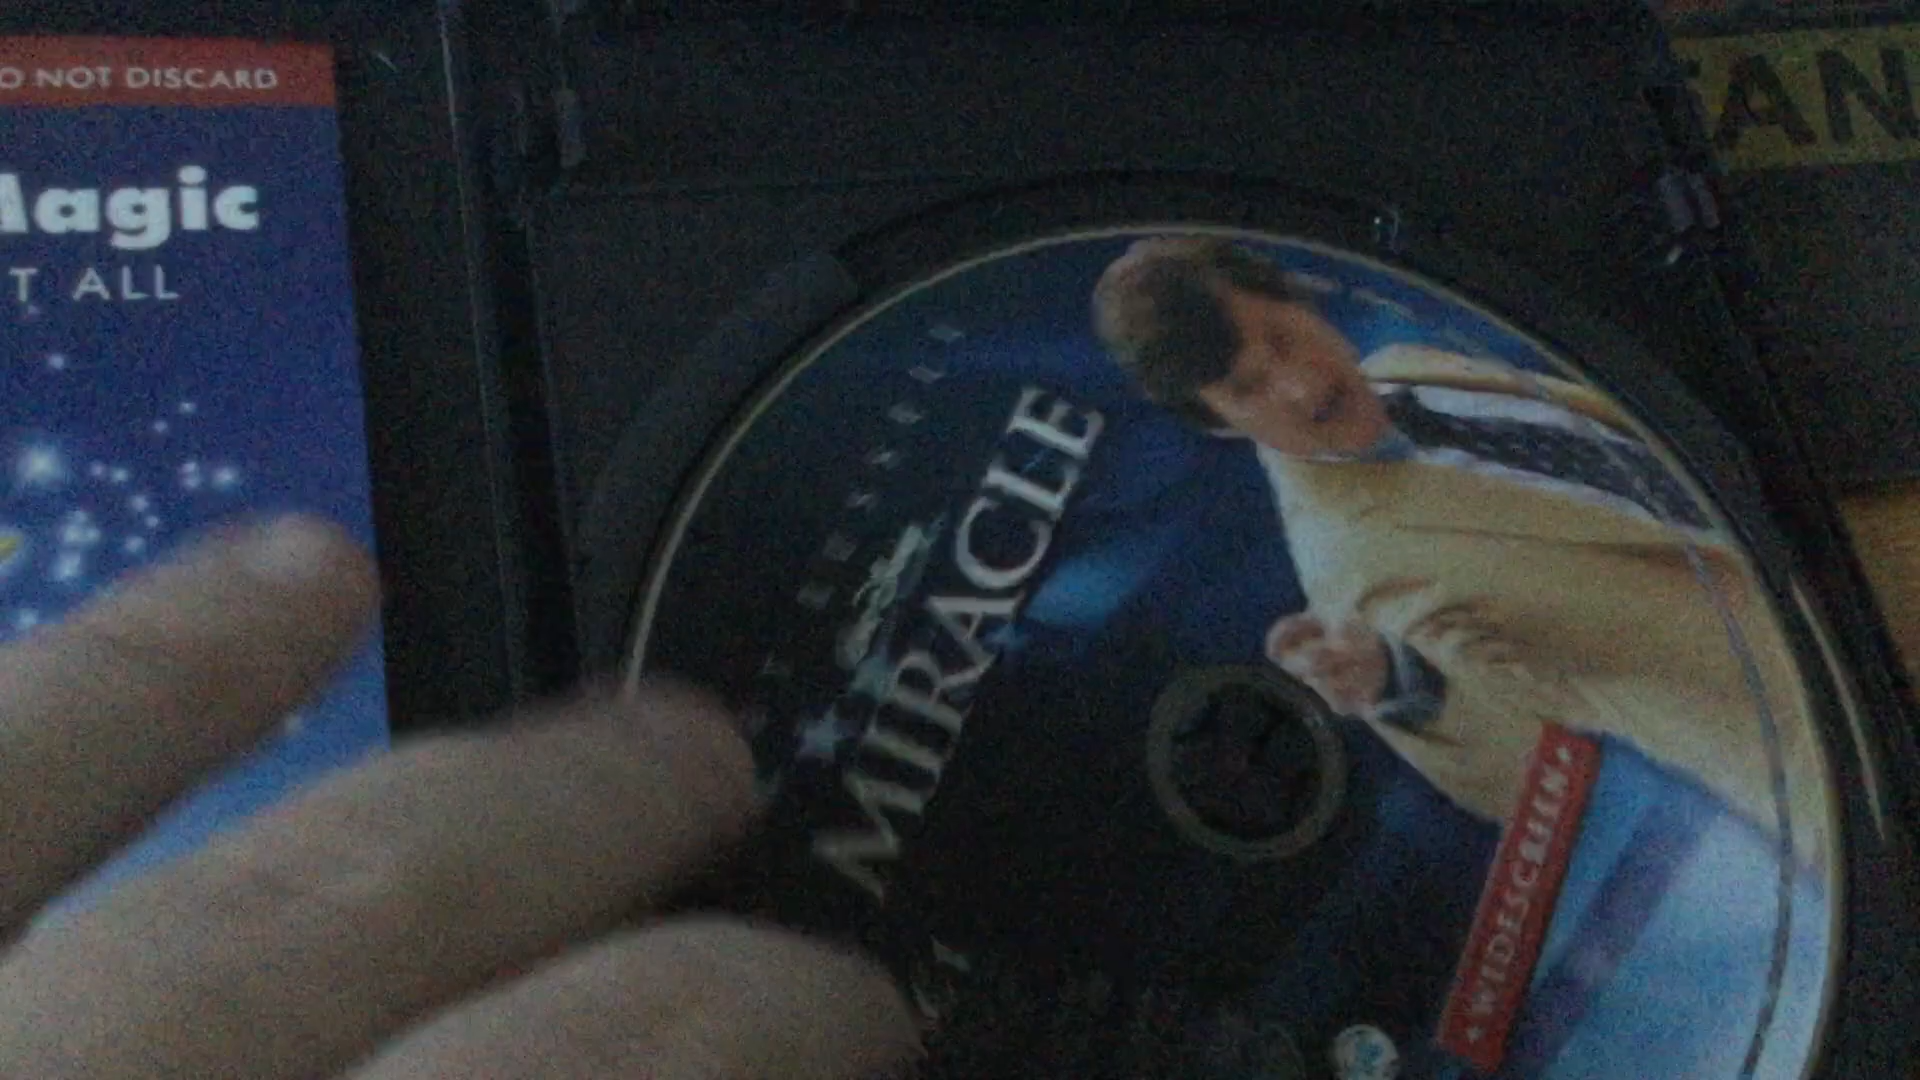 O NOT DISCARD
Magic
T ALL
AN
MIRACLE
WIDESCREEN